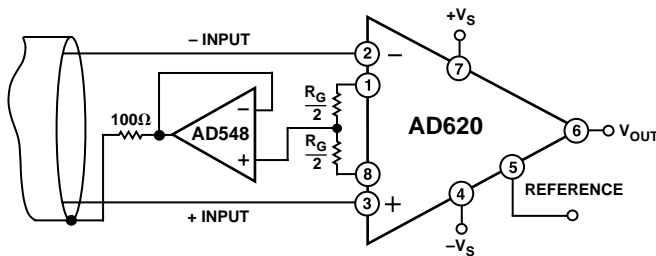 – INPUT
+VS
2
–
7
1
RG
2
100Ω
–
AD548
+
AD620
6
VOUT
RG
2
5
8
4
REFERENCE
3
+
+ INPUT
–VS